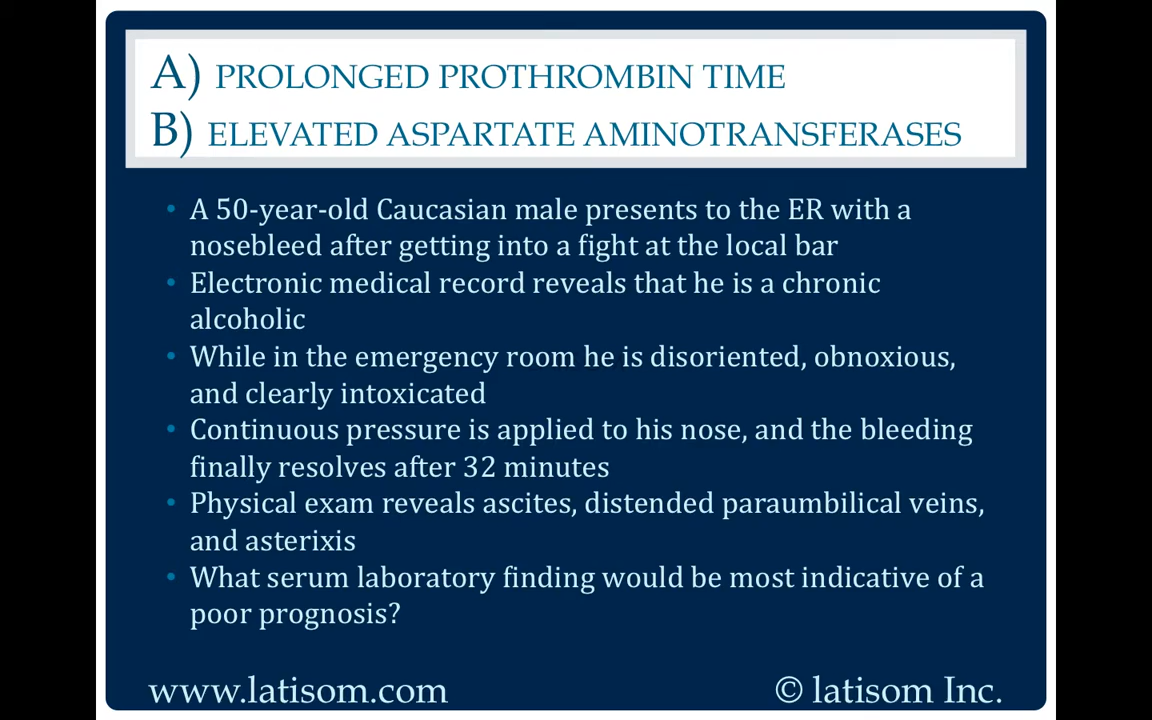 A) PROLONGED PROTHROMBIN TIME
B) ELEVATED ASPARTATE AMINOTRANSFERASES
• A 50-year-old Caucasian male presents to the ER with a
nosebleed after getting into a fight at the local bar
• Electronic medical record reveals that he is a chronic
alcoholic
• While in the emergency room he is disoriented, obnoxious,
and clearly intoxicated
• Continuous pressure is applied to his nose, and the bleeding
finally resolves after 32 minutes
• Physical exam reveals ascites, distended paraumbilical veins,
and asterixis
• What serum laboratory finding would be most indicative of a
poor prognosis?
www.latisom.com © latisom Inc.